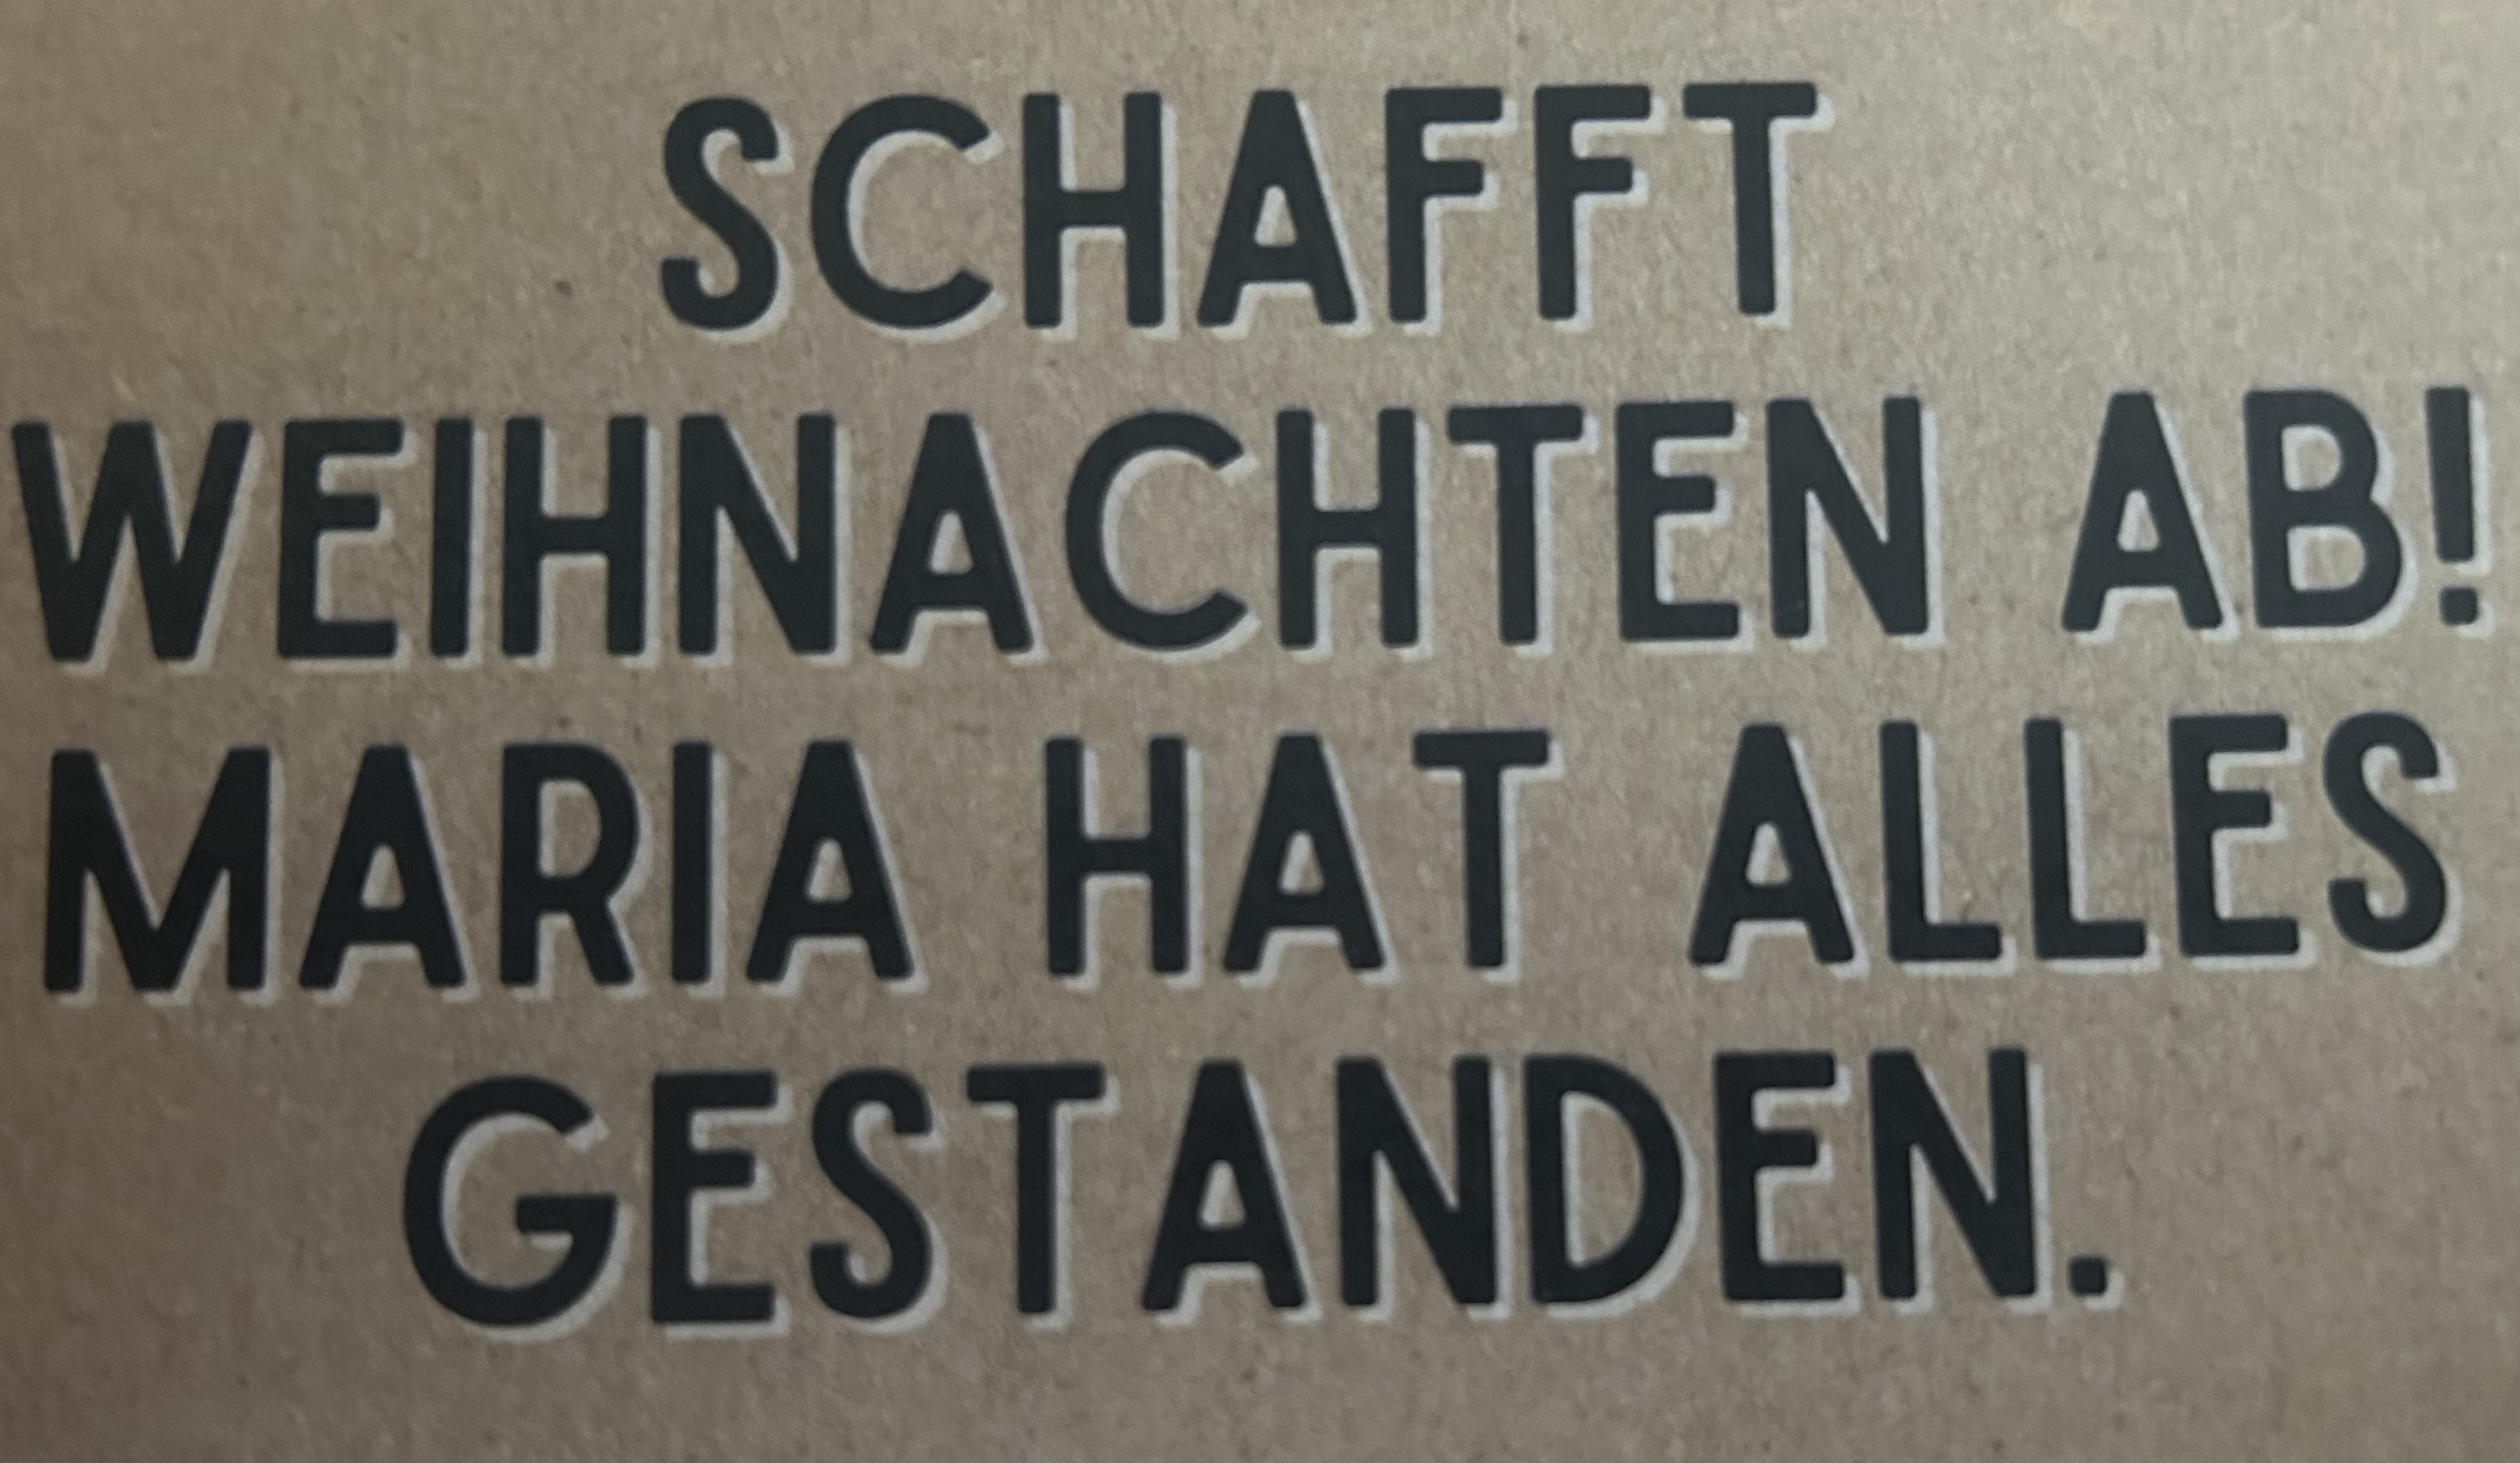 SCHAFFT
WEIHNACHTEN AB!
MARIA HAT ALLES
GESTANDEN.